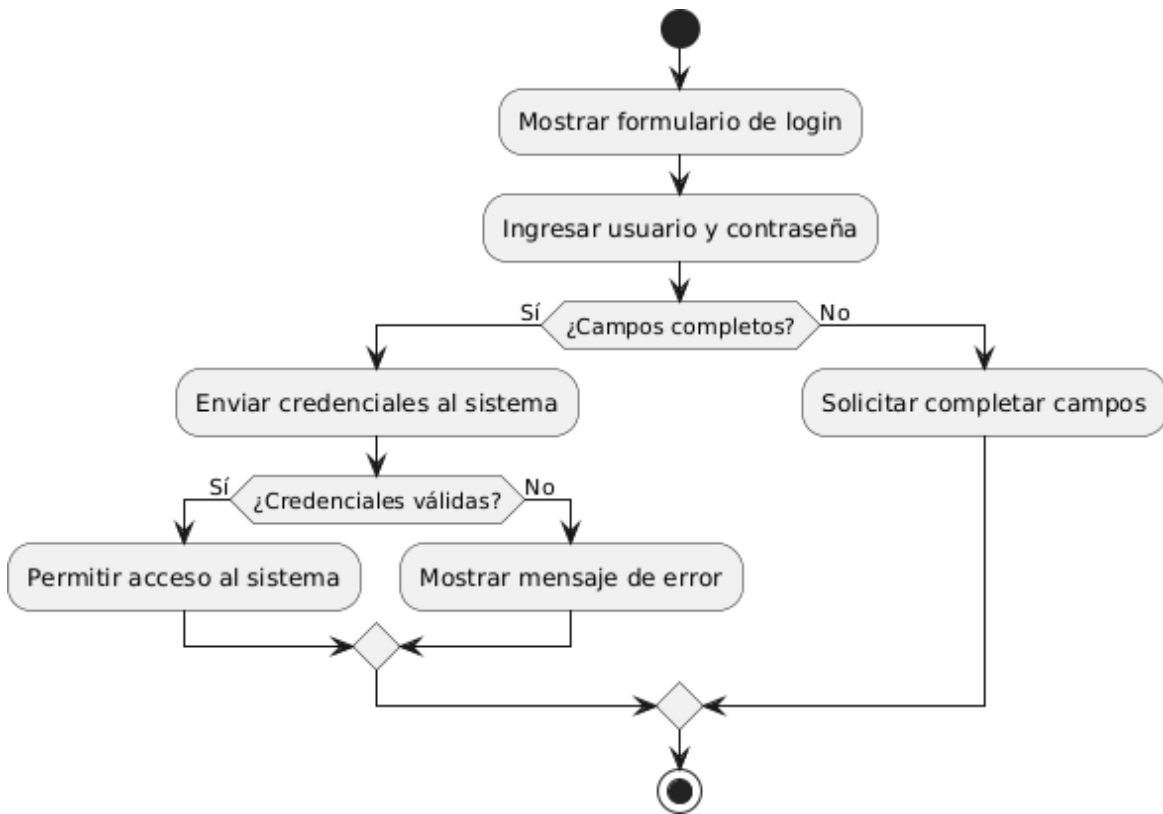 Mostrar formulario de login
Ingresar usuario y contraseña
Sí
¿Campos completos?
No
Enviar credenciales al sistema
Solicitar completar campos
Sí
¿Credenciales válidas?
No
Permitir acceso al sistema
Mostrar mensaje de error